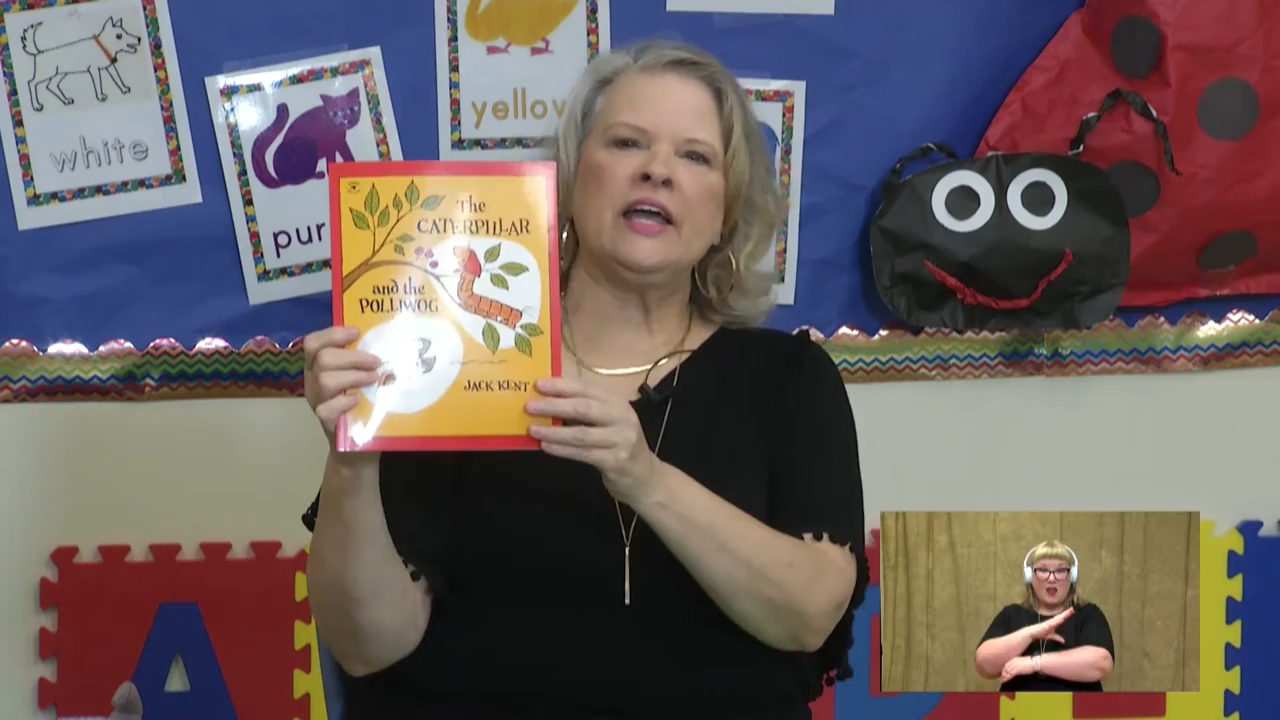 white
pur
yellow
The
CATERPILLAR
and the
POLLIWOG
JACK KENT
A